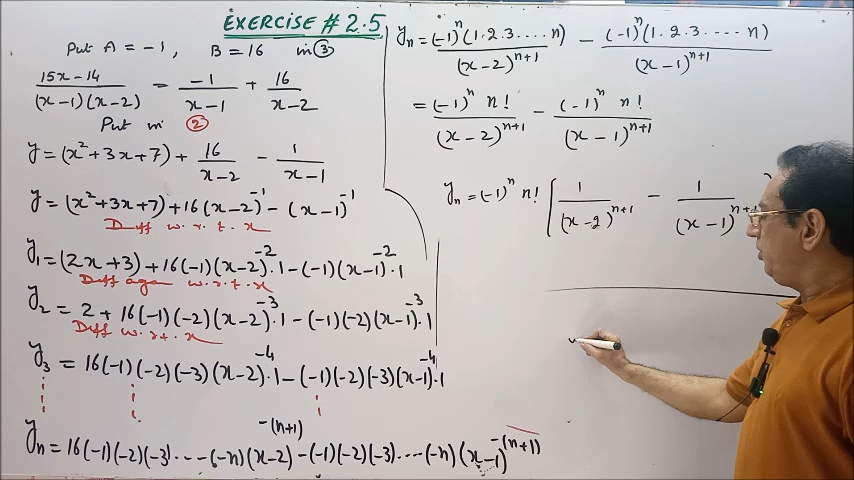 EXERCISE # 2.5
Put A = -1, B = 16 in ③
15x-14/(x-1)(x-2) = -1/x-1 + 16/x-2
Put in ②
y = (x²+3x+7) + 16/x-2 - 1/x-1
y = (x²+3x+7) + 16(x-2)⁻¹ - (x-1)⁻¹
Diff w.r.t. x
y₁ = (2x+3) + 16(-1)(x-2)⁻²·1 - (-1)(x-1)⁻²·1
Diff again w.r.t. x
y₂ = 2 + 16(-1)(-2)(x-2)⁻³·1 - (-1)(-2)(x-1)⁻³·1
Diff w.r.t. x
y₃ = 16(-1)(-2)(-3)(x-2)⁻⁴·1 - (-1)(-2)(-3)(x-1)⁻⁴·1
yₙ = 16(-1)(-2)(-3)....(-n)(x-2)^-(n+1) - (-1)(-2)(-3)....(-n)(x-1)^-(n+1)
yₙ = (-1)ⁿ(1.2.3....n)/(x-2)ⁿ⁺¹ - (-1)ⁿ(1.2.3....n)/(x-1)ⁿ⁺¹
= (-1)ⁿ n!/(x-2)ⁿ⁺¹ - (-1)ⁿ n!/(x-1)ⁿ⁺¹
yₙ = (-1)ⁿ n! [1/(x-2)ⁿ⁺¹ - 1/(x-1)ⁿ⁺¹